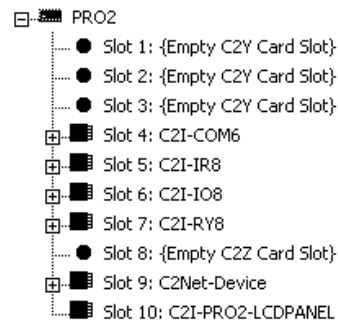 PRO2
Slot 1: {Empty C2Y Card Slot}
Slot 2: {Empty C2Y Card Slot}
Slot 3: {Empty C2Y Card Slot}
Slot 4: C2I-COM6
Slot 5: C2I-IR8
Slot 6: C2I-IO8
Slot 7: C2I-RY8
Slot 8: {Empty C2Z Card Slot}
Slot 9: C2Net-Device
Slot 10: C2I-PRO2-LCDPANEL